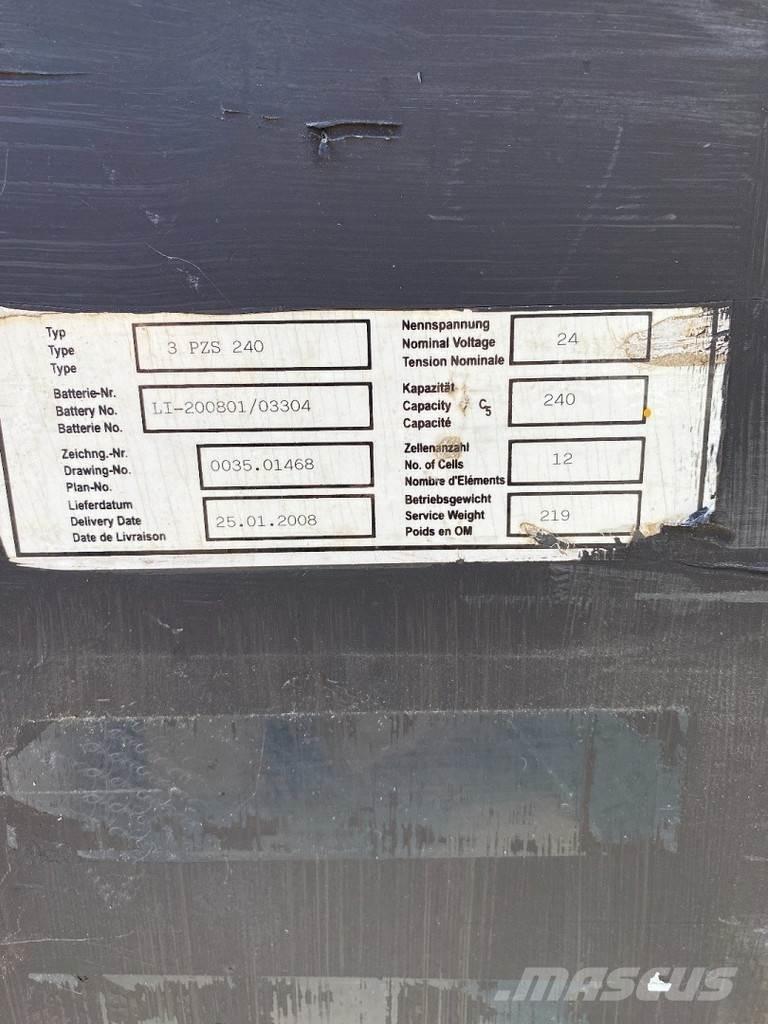 Typ
Type
Type
3 PZS 240
Nennspannung
Nominal Voltage
Tension Nominale
24
Batterie-Nr.
Battery No.
Batterie No.
LI-200801/03304
Kapazität
Capacity C5
Capacité
240
Zeichng.-Nr.
Drawing-No.
Plan-No.
0035.01468
Zellenanzahl
No. of Cells
Nombre d'Eléments
12
Lieferdatum
Delivery Date
Date de Livraison
25.01.2008
Betriebsgewicht
Service Weight
Poids en OM
219
MASCUS